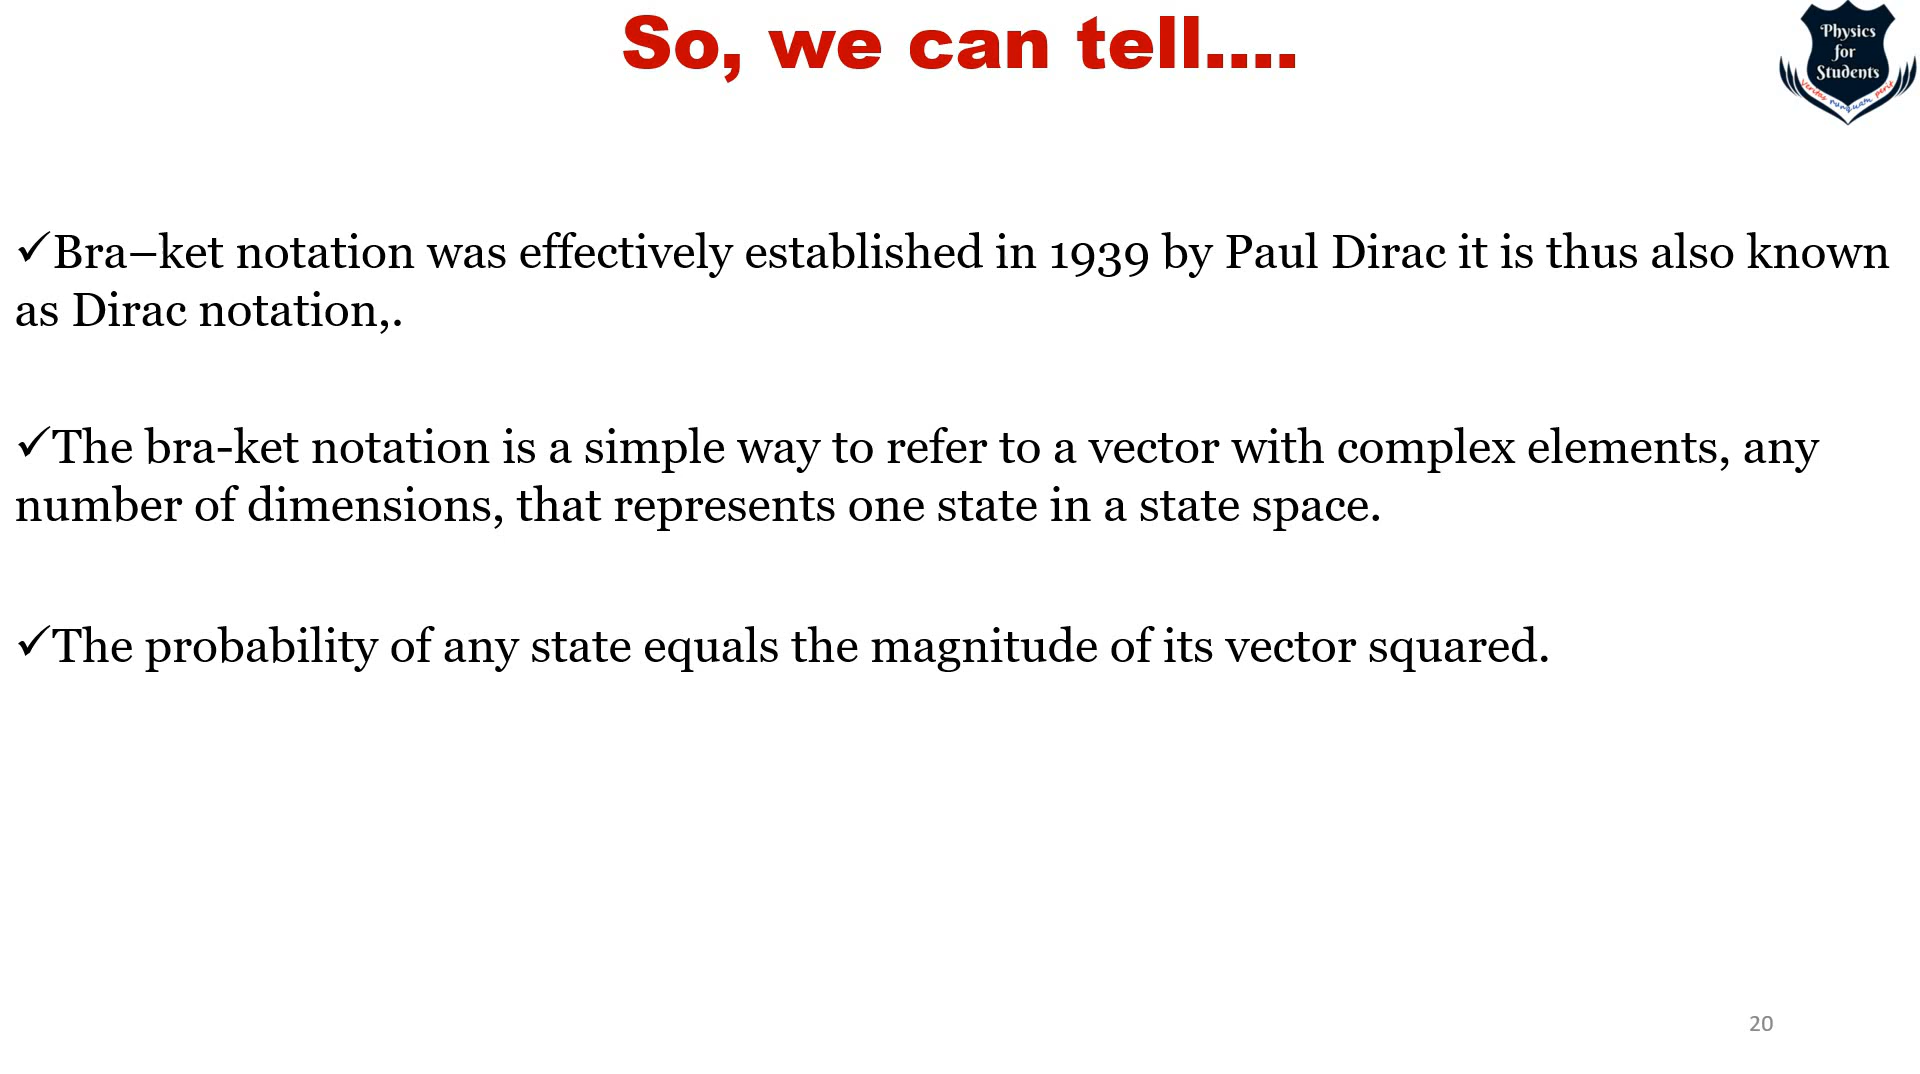 So, we can tell....
Physics
for
Students
veritas nunquam perit
✓Bra–ket notation was effectively established in 1939 by Paul Dirac it is thus also known
as Dirac notation,.
✓The bra-ket notation is a simple way to refer to a vector with complex elements, any
number of dimensions, that represents one state in a state space.
✓The probability of any state equals the magnitude of its vector squared.
20